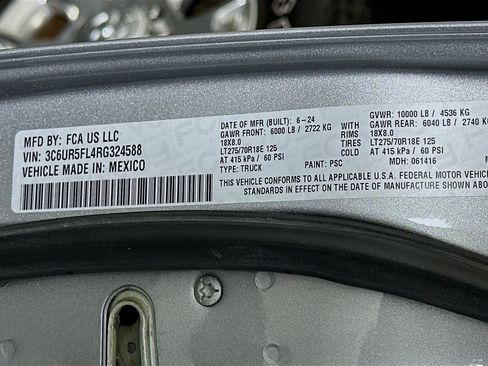 MFD BY: FCA US LLC
VIN: 3C6UR5FL4RG324588
VEHICLE MADE IN: MEXICO
DATE OF MFR (BUILT): 6-24
GAWR FRONT: 6000 LB / 2722 KG
18X8.0
LT275/70R18E 125
AT 415 kPa / 60 PSI
TYPE: TRUCK
WITH
RIMS
TIRES
COLD
PAINT: PSC
GVWR: 10000 LB / 4536 KG
GAWR REAR: 6040 LB / 2740 KG
18X8.0
LT275/70R18E 125
AT 415 kPa / 60 PSI
MDH: 061416
THIS VEHICLE CONFORMS TO ALL APPLICABLE U.S.A. FEDERAL MOTOR VEHICLE
STANDARDS IN EFFECT ON THE DATE OF MANUFACTURE SHOWN ABOVE